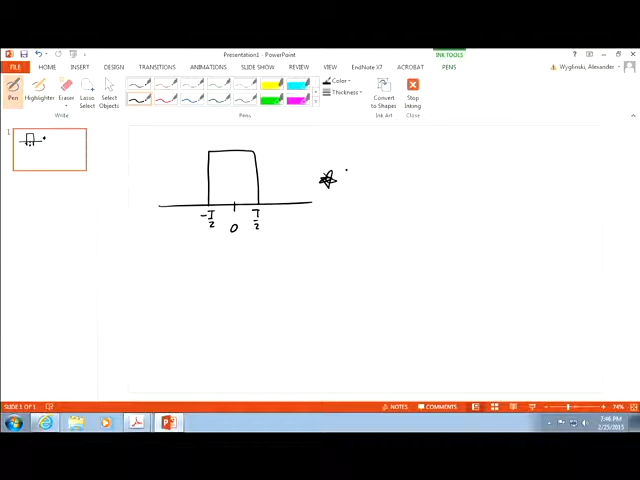 Presentation1 - PowerPoint
INK TOOLS
FILE HOME INSERT DESIGN TRANSITIONS ANIMATIONS SLIDE SHOW REVIEW VIEW EndNote X7 ACROBAT PENS
Wyglinski, Alexander
Pen Highlighter Eraser Lasso Select Select Objects
Color
Thickness
Convert to Shapes
Stop Inking
Write Pens Ink Art Close
1
-T/2 0 T/2
SLIDE 1 OF 1
NOTES COMMENTS 74%
7:46 PM
2/25/2015